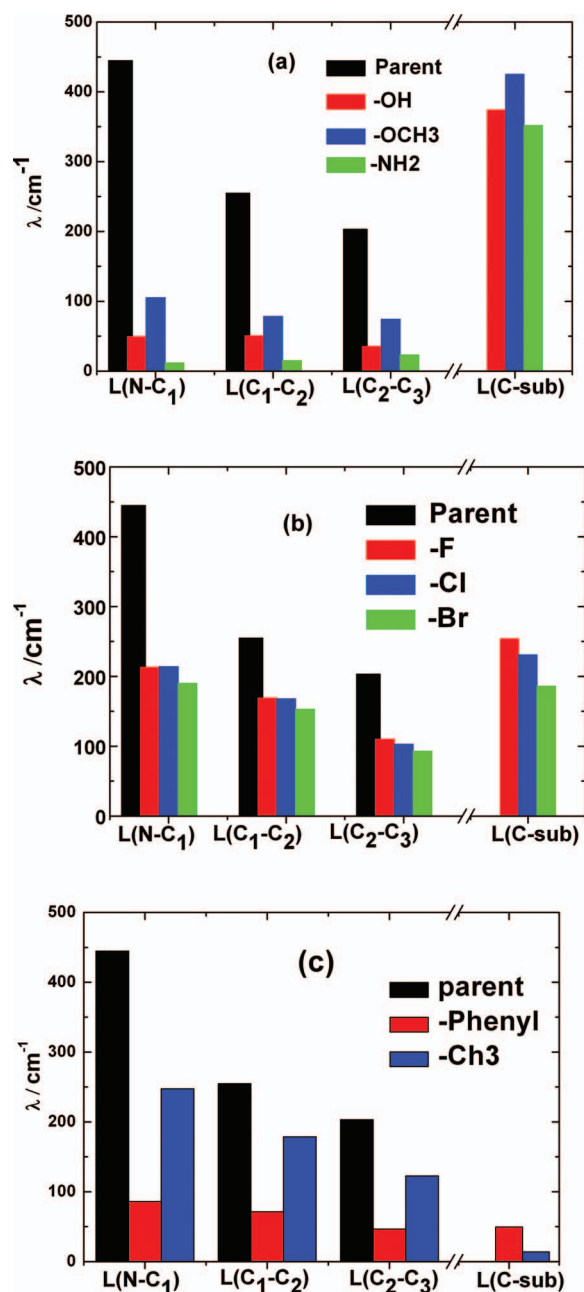 500
400
300
200
100
0
λ /cm⁻¹
(a)
Parent
-OH
-OCH3
-NH2
L(N-C₁) L(C₁-C₂) L(C₂-C₃) L(C-sub)
500
400
300
200
100
0
λ /cm⁻¹
(b)
Parent
-F
-Cl
-Br
L(N-C₁) L(C₁-C₂) L(C₂-C₃) L(C-sub)
500
400
300
200
100
0
λ /cm⁻¹
(c)
parent
-Phenyl
-Ch3
L(N-C₁) L(C₁-C₂) L(C₂-C₃) L(C-sub)